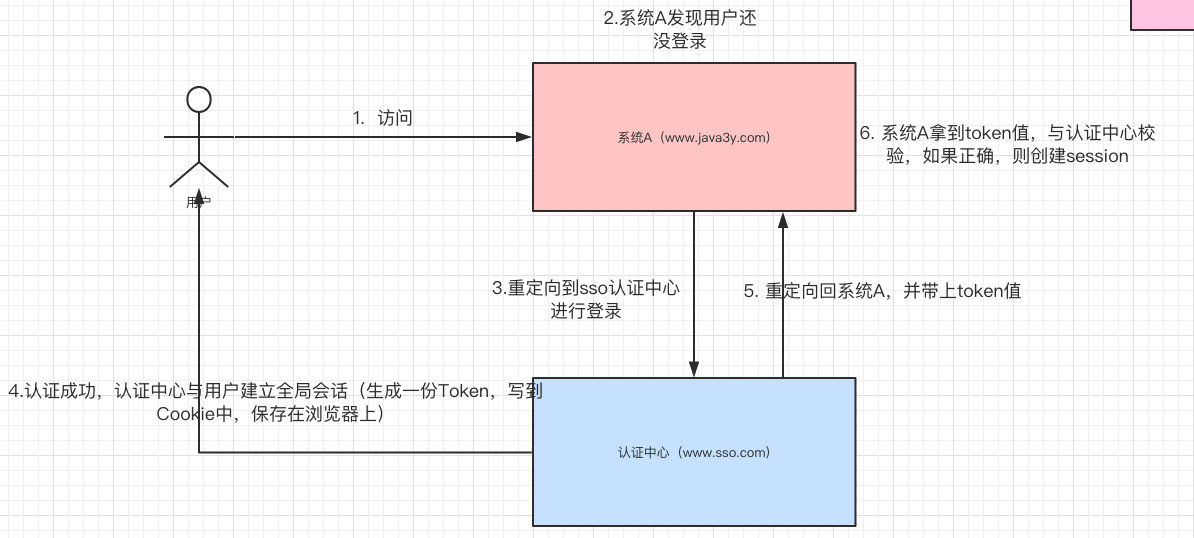 2.系统A发现用户还
没登录
1. 访问
系统A（www.java3y.com）
6. 系统A拿到token值，与认证中心校
验，如果正确，则创建session
用户
3.重定向到sso认证中心
进行登录
5. 重定向回系统A，并带上token值
4.认证成功，认证中心与用户建立全局会话（生成一份Token，写到
Cookie中，保存在浏览器上）
认证中心（www.sso.com）